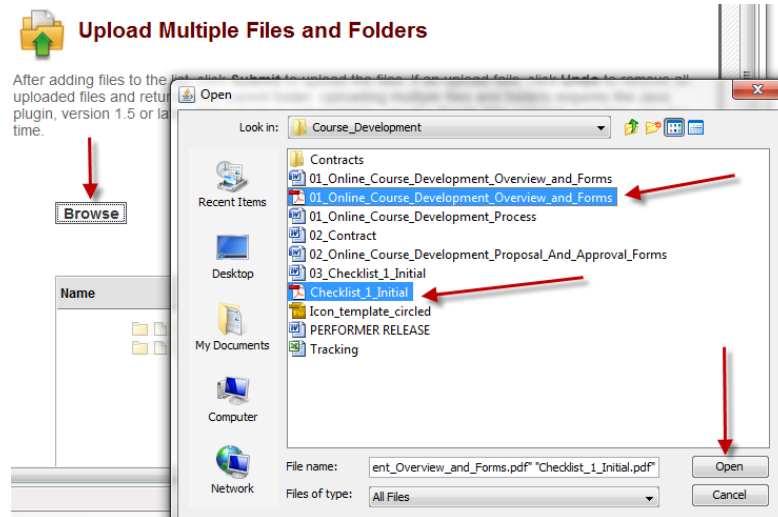 Upload Multiple Files and Folders
After adding files to the list, click Submit to upload the files. If an upload fails, click Undo to remove all
uploaded files and retur
plugin, version 1.5 or la
time.
Browse
Name
Open
Look in:
Course_Development
Recent Items
Desktop
My Documents
Computer
Network
Contracts
01_Online_Course_Development_Overview_and_Forms
01_Online_Course_Development_Overview_and_Forms
01_Online_Course_Development_Process
02_Contract
02_Online_Course_Development_Proposal_And_Approval_Forms
03_Checklist_1_Initial
Checklist_1_Initial
Icon_template_circled
PERFORMER RELEASE
Tracking
File name:
ent_Overview_and_Forms.pdf" "Checklist_1_Initial.pdf"
Open
Files of type:
All Files
Cancel